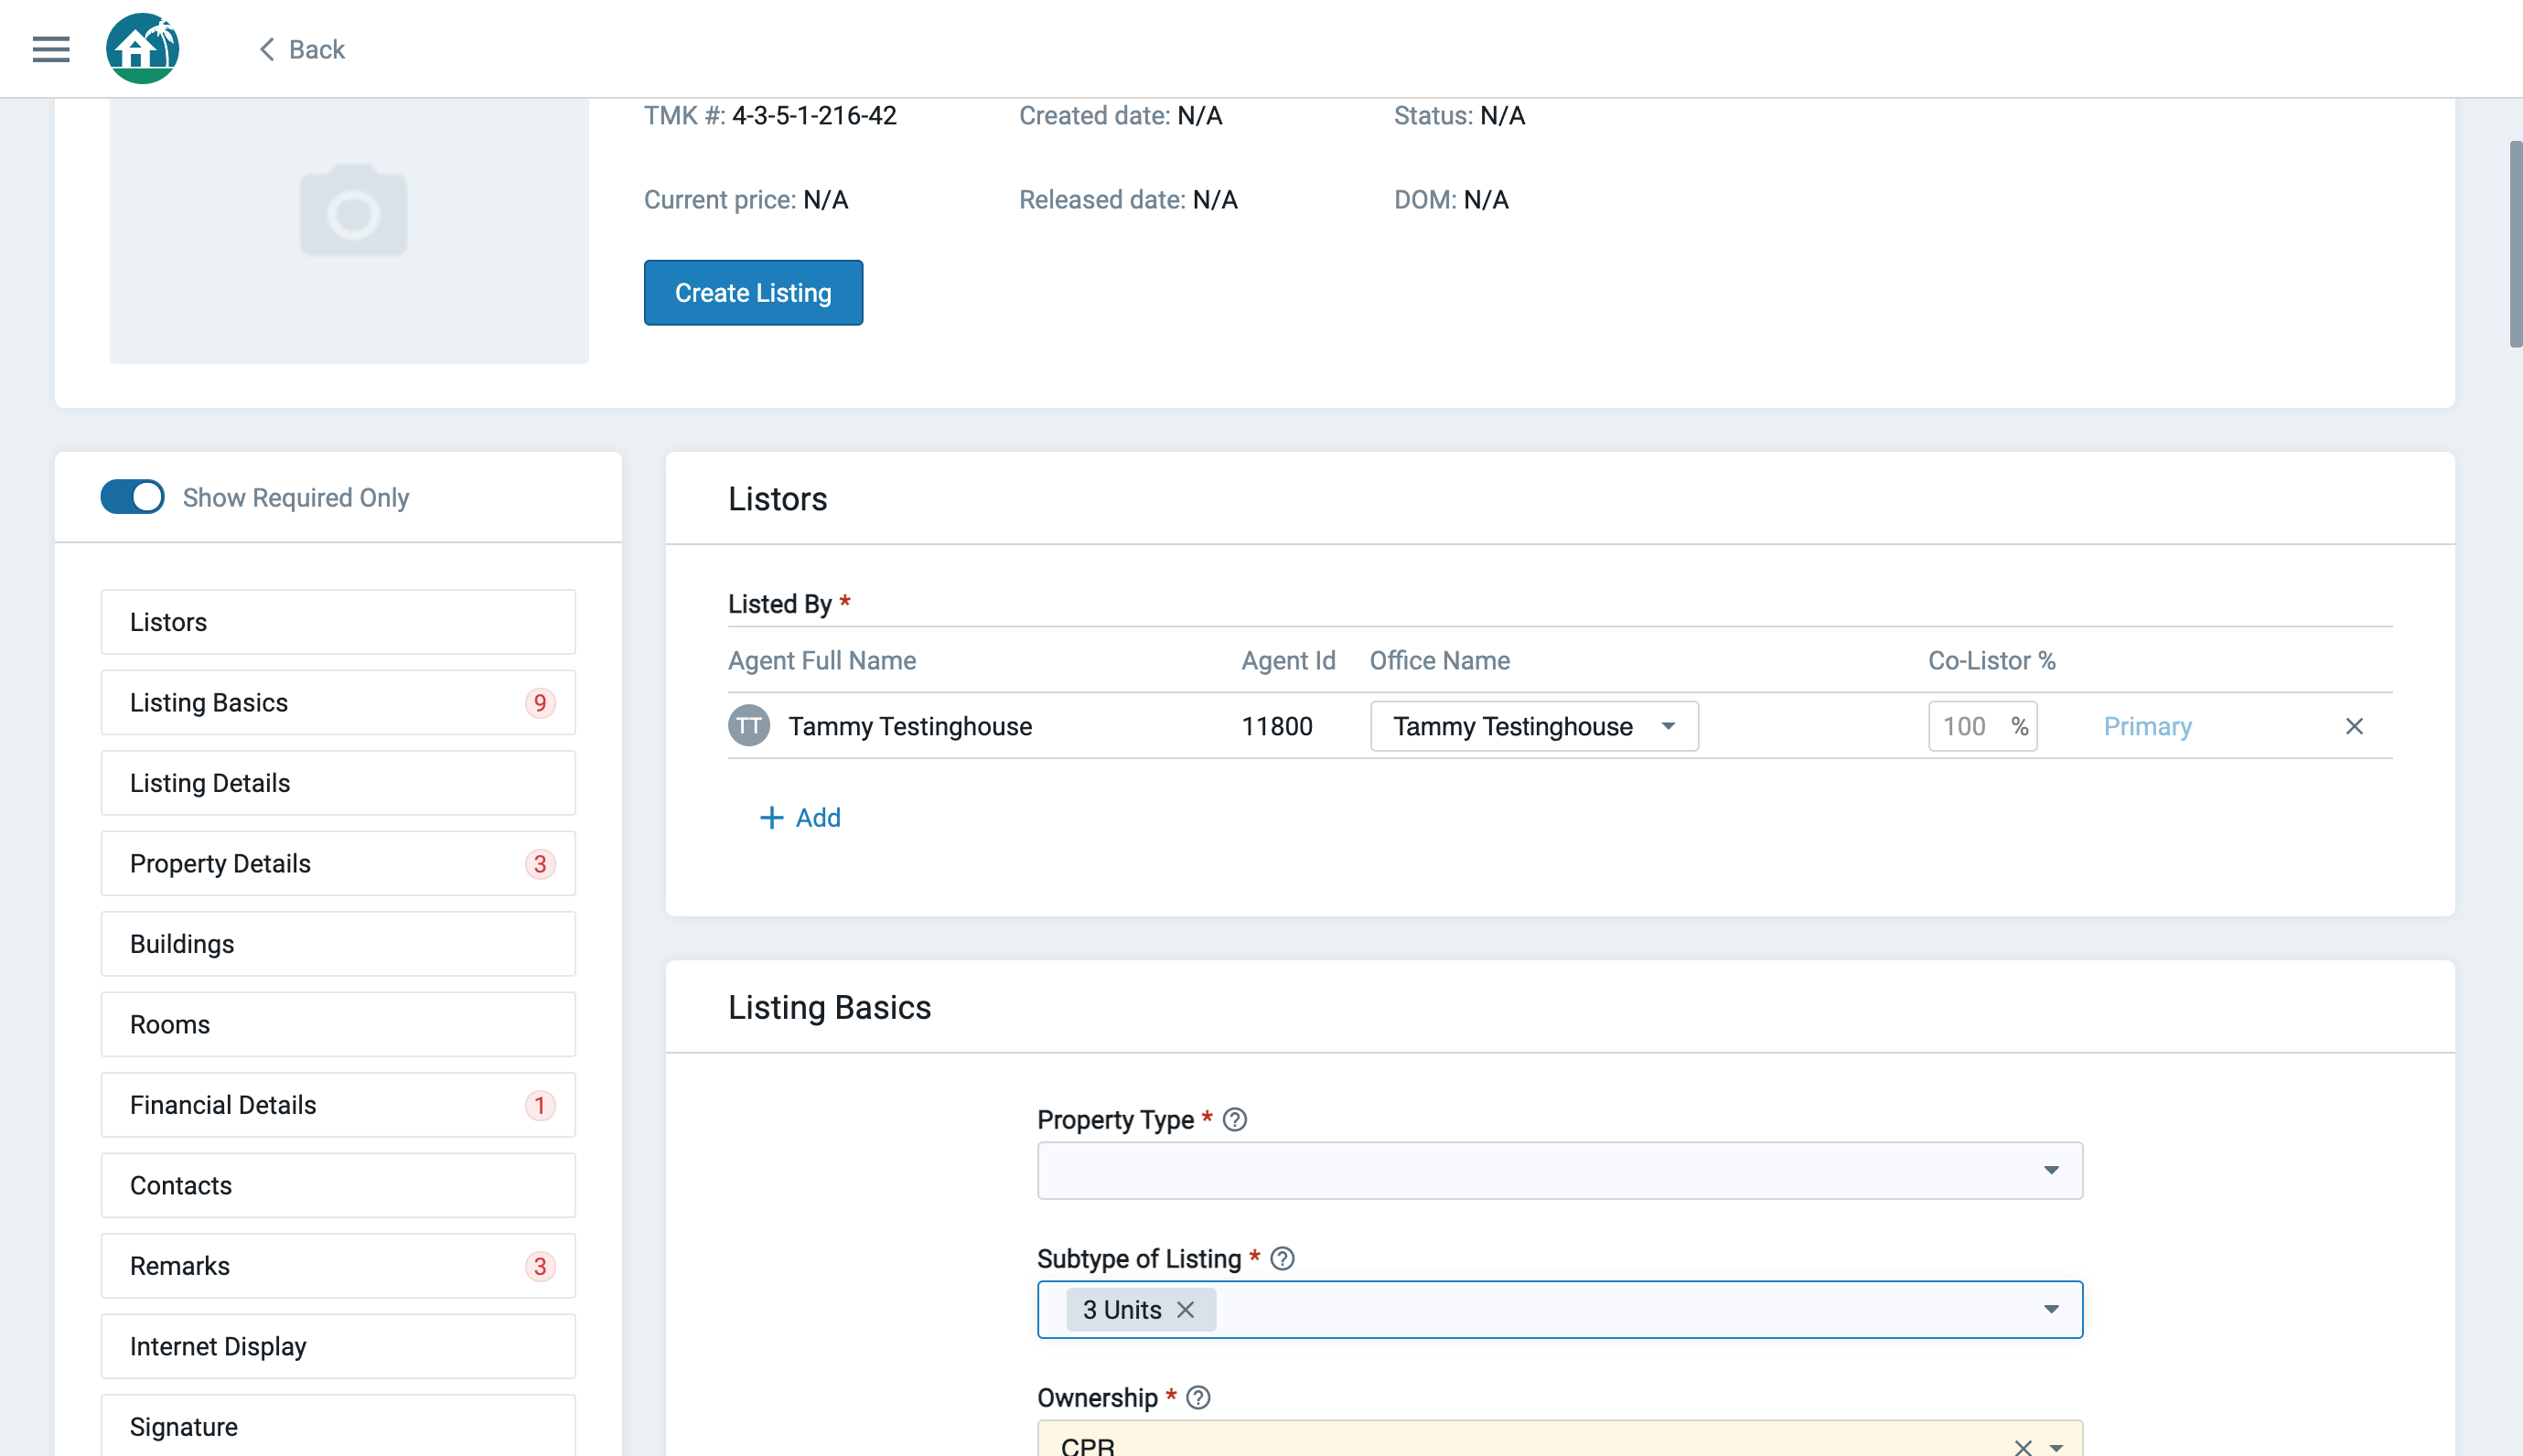 Back
TMK #: 4-3-5-1-216-42 Created date: N/A Status: N/A
Current price: N/A Released date: N/A DOM: N/A
Create Listing
Show Required Only
Listors
Listing Basics 9
Listing Details
Property Details 3
Buildings
Rooms
Financial Details 1
Contacts
Remarks 3
Internet Display
Signature
Listors
Listed By *
Agent Full Name Agent Id Office Name Co-Listor %
TT Tammy Testinghouse 11800 Tammy Testinghouse 100 % Primary
+ Add
Listing Basics
Property Type * ?
Subtype of Listing * ?
3 Units
Ownership * ?
CPR